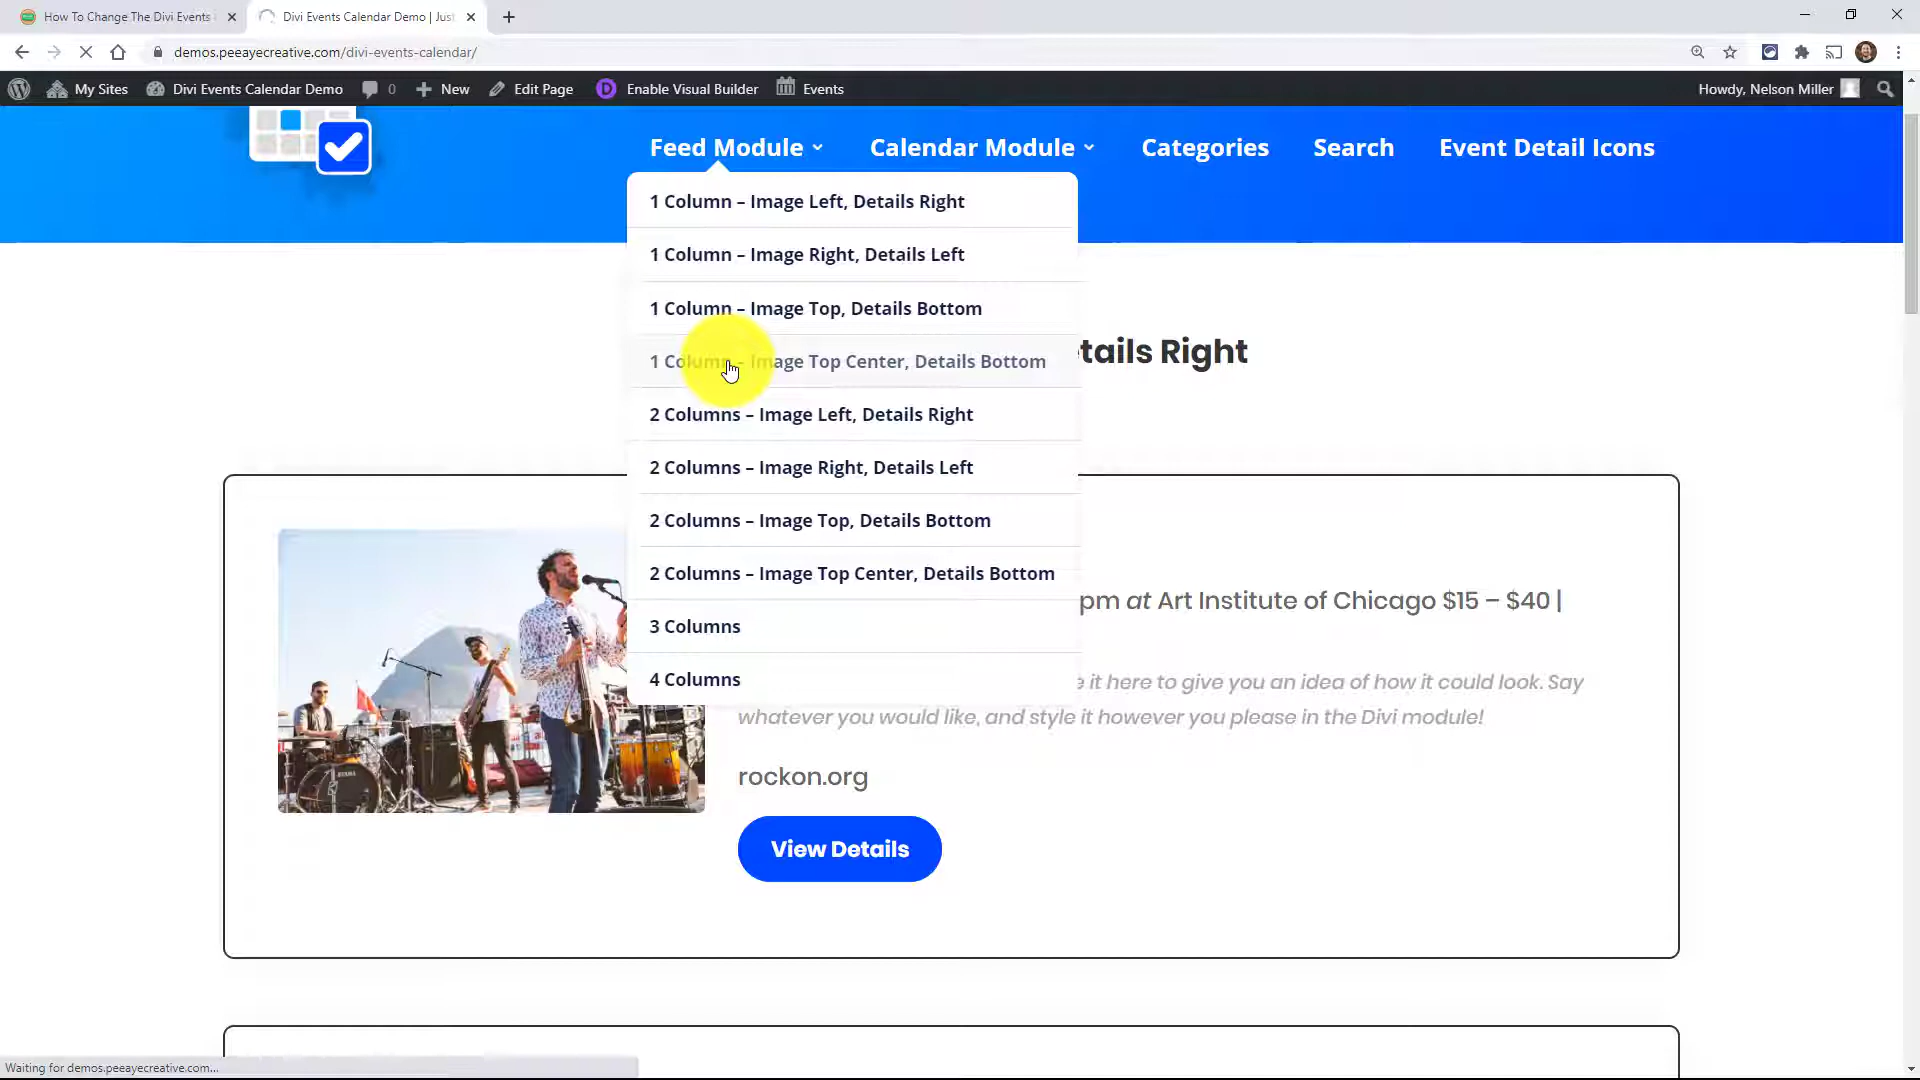 How To Change The Divi Events
Divi Events Calendar Demo | Just
demos.peeayecreative.com/divi-events-calendar/
My Sites
Divi Events Calendar Demo
0
New
Edit Page
D
Enable Visual Builder
Events
Howdy, Nelson Miller
Feed Module
Calendar Module
Categories
Search
Event Detail Icons
1 Column – Image Left, Details Right
1 Column – Image Right, Details Left
1 Column – Image Top, Details Bottom
1 Column – Image Top Center, Details Bottom
2 Columns – Image Left, Details Right
2 Columns – Image Right, Details Left
2 Columns – Image Top, Details Bottom
2 Columns – Image Top Center, Details Bottom
3 Columns
4 Columns
tails Right
pm at Art Institute of Chicago $15 – $40 |
it here to give you an idea of how it could look. Say
whatever you would like, and style it however you please in the Divi module!
rockon.org
View Details
Waiting for demos.peeayecreative.com...